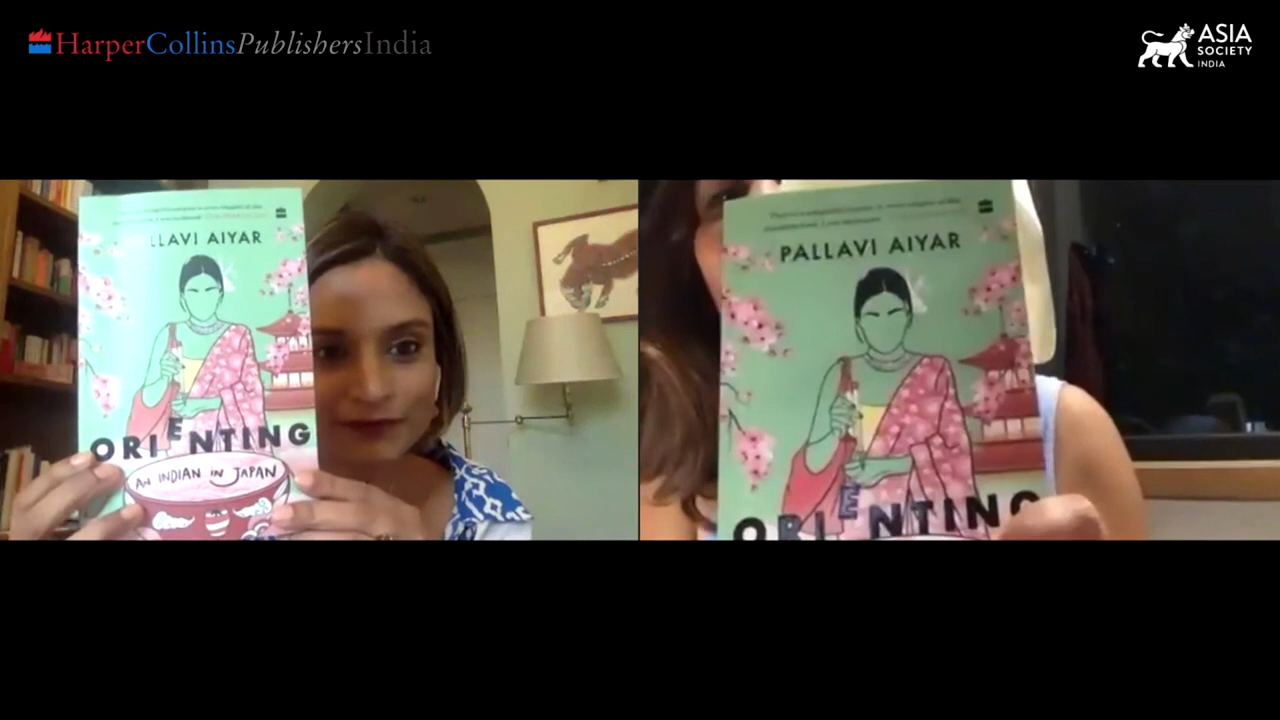 HarperCollinsPublishersIndia
ASIA
SOCIETY
INDIA
LLAVI AIYAR
ORIENTING
AN INDIAN IN JAPAN
PALLAVI AIYAR
ORIENTING